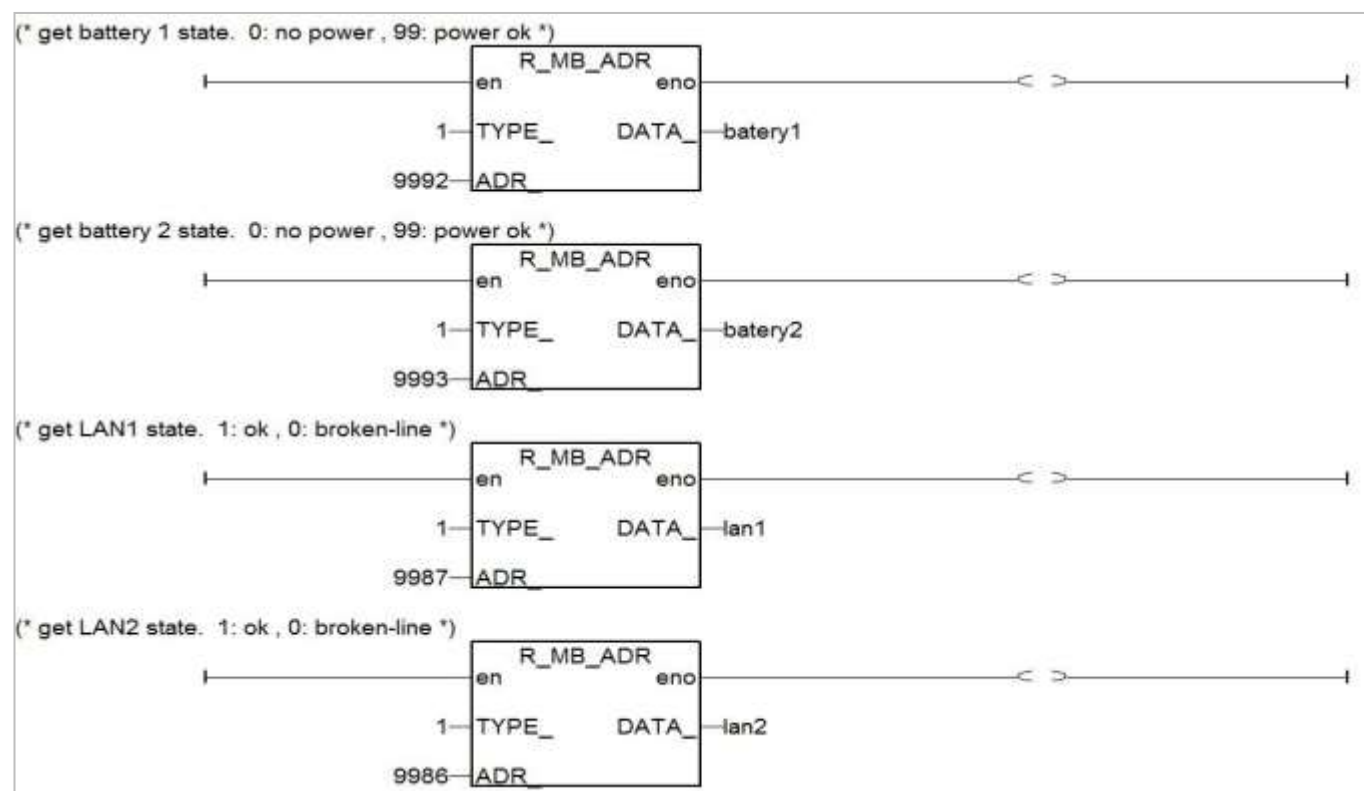 (* get battery 1 state. 0: no power , 99: power ok *)
R_MB_ADR
en eno
1 TYPE_ DATA_ batery1
9992 ADR_
(* get battery 2 state. 0: no power , 99: power ok *)
R_MB_ADR
en eno
1 TYPE_ DATA_ batery2
9993 ADR_
(* get LAN1 state. 1: ok , 0: broken-line *)
R_MB_ADR
en eno
1 TYPE_ DATA_ lan1
9987 ADR_
(* get LAN2 state. 1: ok , 0: broken-line *)
R_MB_ADR
en eno
1 TYPE_ DATA_ lan2
9986 ADR_